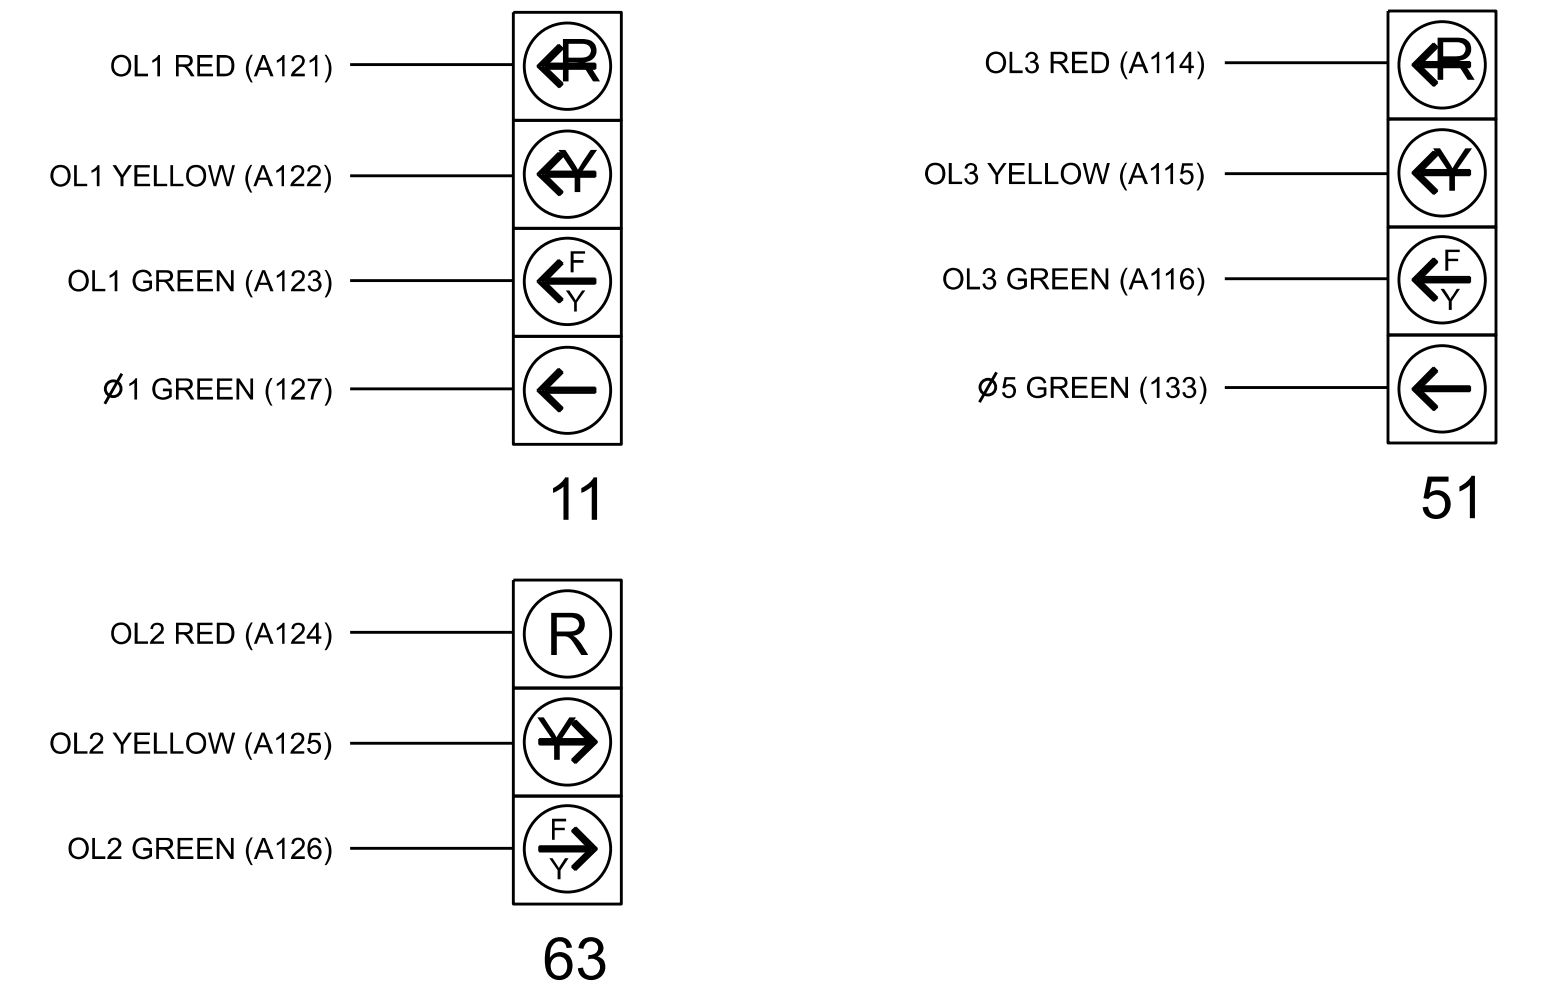 OL1 RED (A121)
R
OL1 YELLOW (A122)
Y
OL1 GREEN (A123)
F
Y
ø1 GREEN (127)
11
OL3 RED (A114)
R
OL3 YELLOW (A115)
Y
OL3 GREEN (A116)
F
Y
ø5 GREEN (133)
51
OL2 RED (A124)
R
OL2 YELLOW (A125)
Y
OL2 GREEN (A126)
F
Y
63